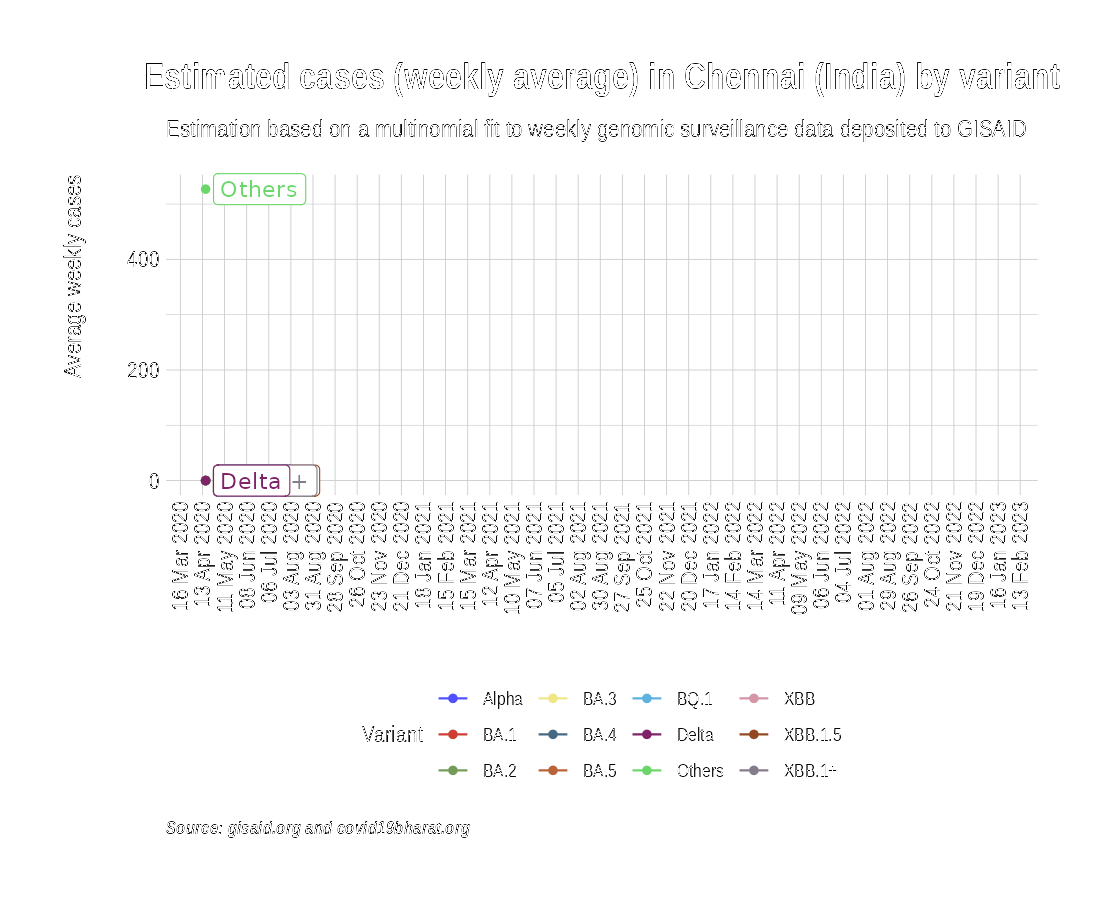 Estimated cases (weekly average) in Chennai (India) by variant
Estimation based on a multinomial fit to weekly genomic surveillance data deposited to GISAID
Average weekly cases
Others
400
200
0
Delta
+
16 Mar 2020
13 Apr 2020
11 May 2020
08 Jun 2020
06 Jul 2020
03 Aug 2020
31 Aug 2020
28 Sep 2020
26 Oct 2020
23 Nov 2020
21 Dec 2020
18 Jan 2021
15 Feb 2021
15 Mar 2021
12 Apr 2021
10 May 2021
07 Jun 2021
05 Jul 2021
02 Aug 2021
30 Aug 2021
27 Sep 2021
25 Oct 2021
22 Nov 2021
20 Dec 2021
17 Jan 2022
14 Feb 2022
14 Mar 2022
11 Apr 2022
09 May 2022
06 Jun 2022
04 Jul 2022
01 Aug 2022
29 Aug 2022
26 Sep 2022
24 Oct 2022
21 Nov 2022
19 Dec 2022
16 Jan 2023
13 Feb 2023
Variant
Alpha
BA.1
BA.2
BA.3
BA.4
BA.5
BQ.1
Delta
Others
XBB
XBB.1.5
XBB.1+
Source: gisaid.org and covid19bharat.org